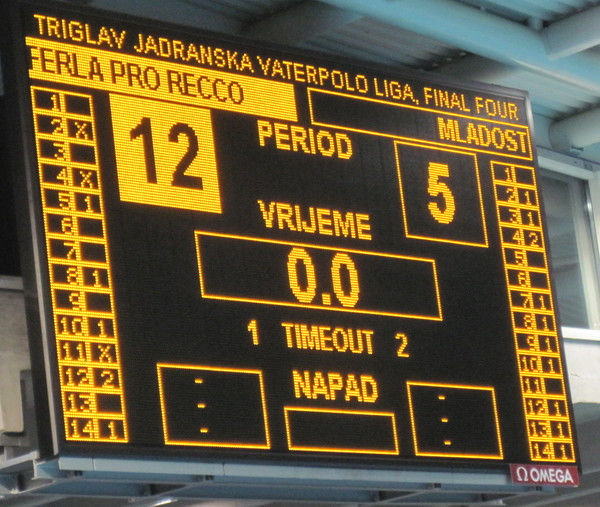 TRIGLAV JADRANSKA VATERPOLO LIGA, FINAL FOUR
FERLA PRO RECCO
MLADOST
12
PERIOD
5
VRIJEME
0.0
1 TIMEOUT 2
NAPAD
1
2 X
3
4 X
5 1
6
7
8 1
9
10 1
11 X
12 2
13
14 1
1
2 1
3 1
4 2
5
6
7 1
8 1
9 1
10 1
11
12 1
13 1
14 1
- - -
- - -
Ω OMEGA